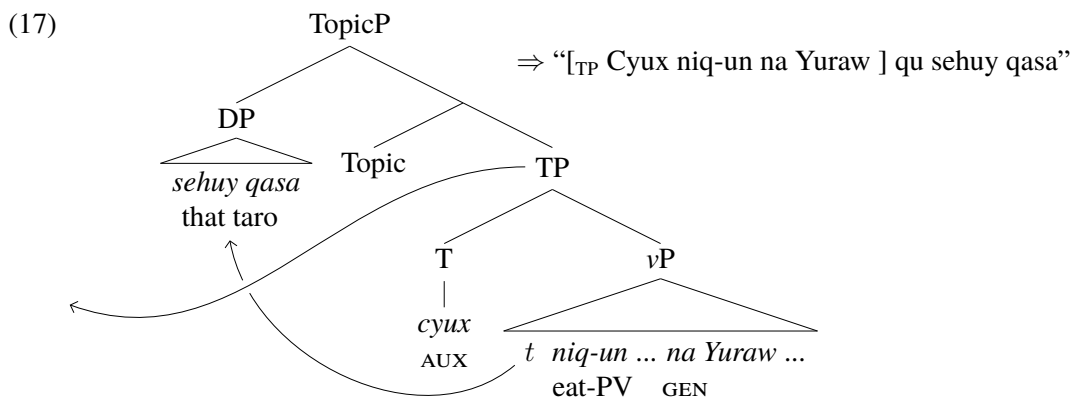 (17)
TopicP
⇒ “[TP Cyux niq-un na Yuraw ] qu sehuy qasa”
DP
Topic
TP
sehuy qasa
that taro
T
vP
cyux
AUX
t niq-un ... na Yuraw ...
eat-PV GEN